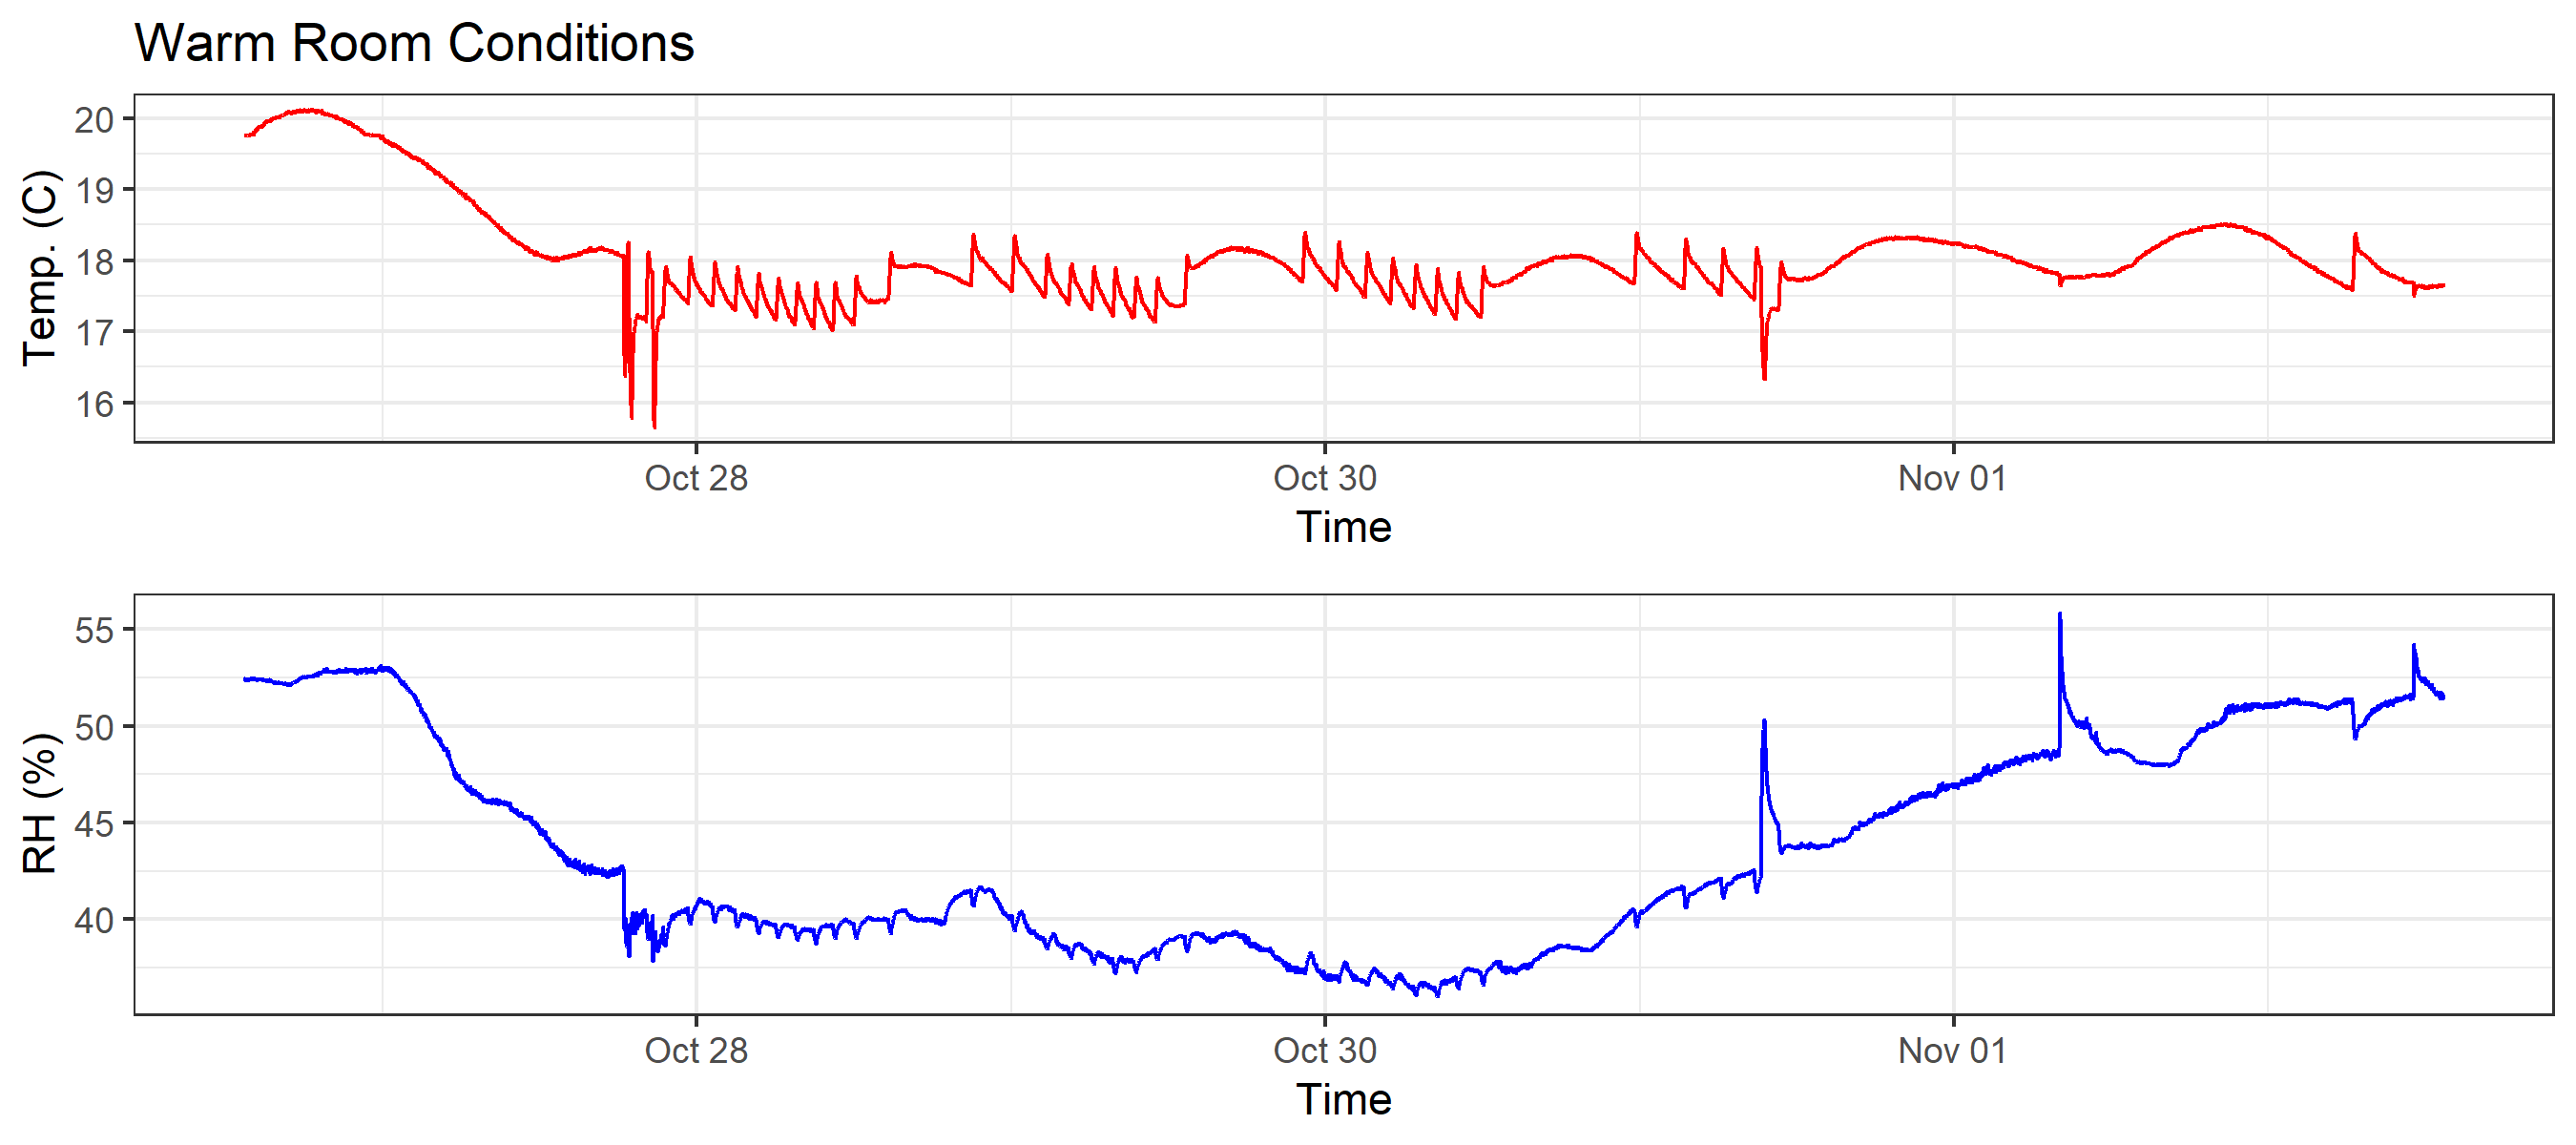 Warm Room Conditions
Temp. (C)
20
19
18
17
16
Oct 28
Oct 30
Nov 01
Time
RH (%)
55
50
45
40
Oct 28
Oct 30
Nov 01
Time